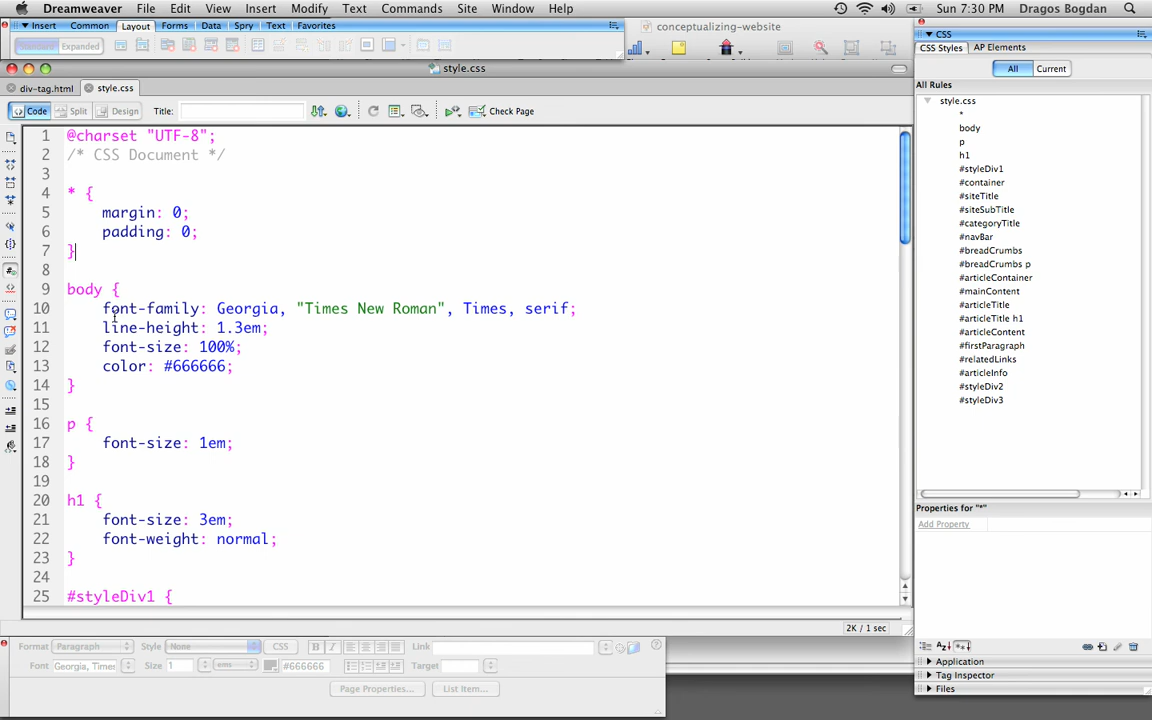 Dreamweaver File Edit View Insert Modify Text Commands Site Window Help Sun 7:30 PM Dragos Bogdan
Insert Common Layout Forms Data Spry Text Favorites
Standard Expanded
conceptualizing-website
style.css
div-tag.html style.css
Code Split Design Title: Check Page
1 @charset "UTF-8";
2 /* CSS Document */
3
4 * {
5 margin: 0;
6 padding: 0;
7 }
8
9 body {
10 font-family: Georgia, "Times New Roman", Times, serif;
11 line-height: 1.3em;
12 font-size: 100%;
13 color: #666666;
14 }
15
16 p {
17 font-size: 1em;
18 }
19
20 h1 {
21 font-size: 3em;
22 font-weight: normal;
23 }
24
25 #styleDiv1 {
2K / 1 sec
Format Paragraph Style None CSS B I Link
Font Georgia, Times Size 1 ems #666666 Target
Page Properties... List Item...
CSS
CSS Styles AP Elements
All Current
All Rules
style.css
*
body
p
h1
#styleDiv1
#container
#siteTitle
#siteSubTitle
#categoryTitle
#navBar
#breadCrumbs
#breadCrumbs p
#articleContainer
#mainContent
#articleTitle
#articleTitle h1
#articleContent
#firstParagraph
#relatedLinks
#articleInfo
#styleDiv2
#styleDiv3
Properties for "*"
Add Property
Application
Tag Inspector
Files